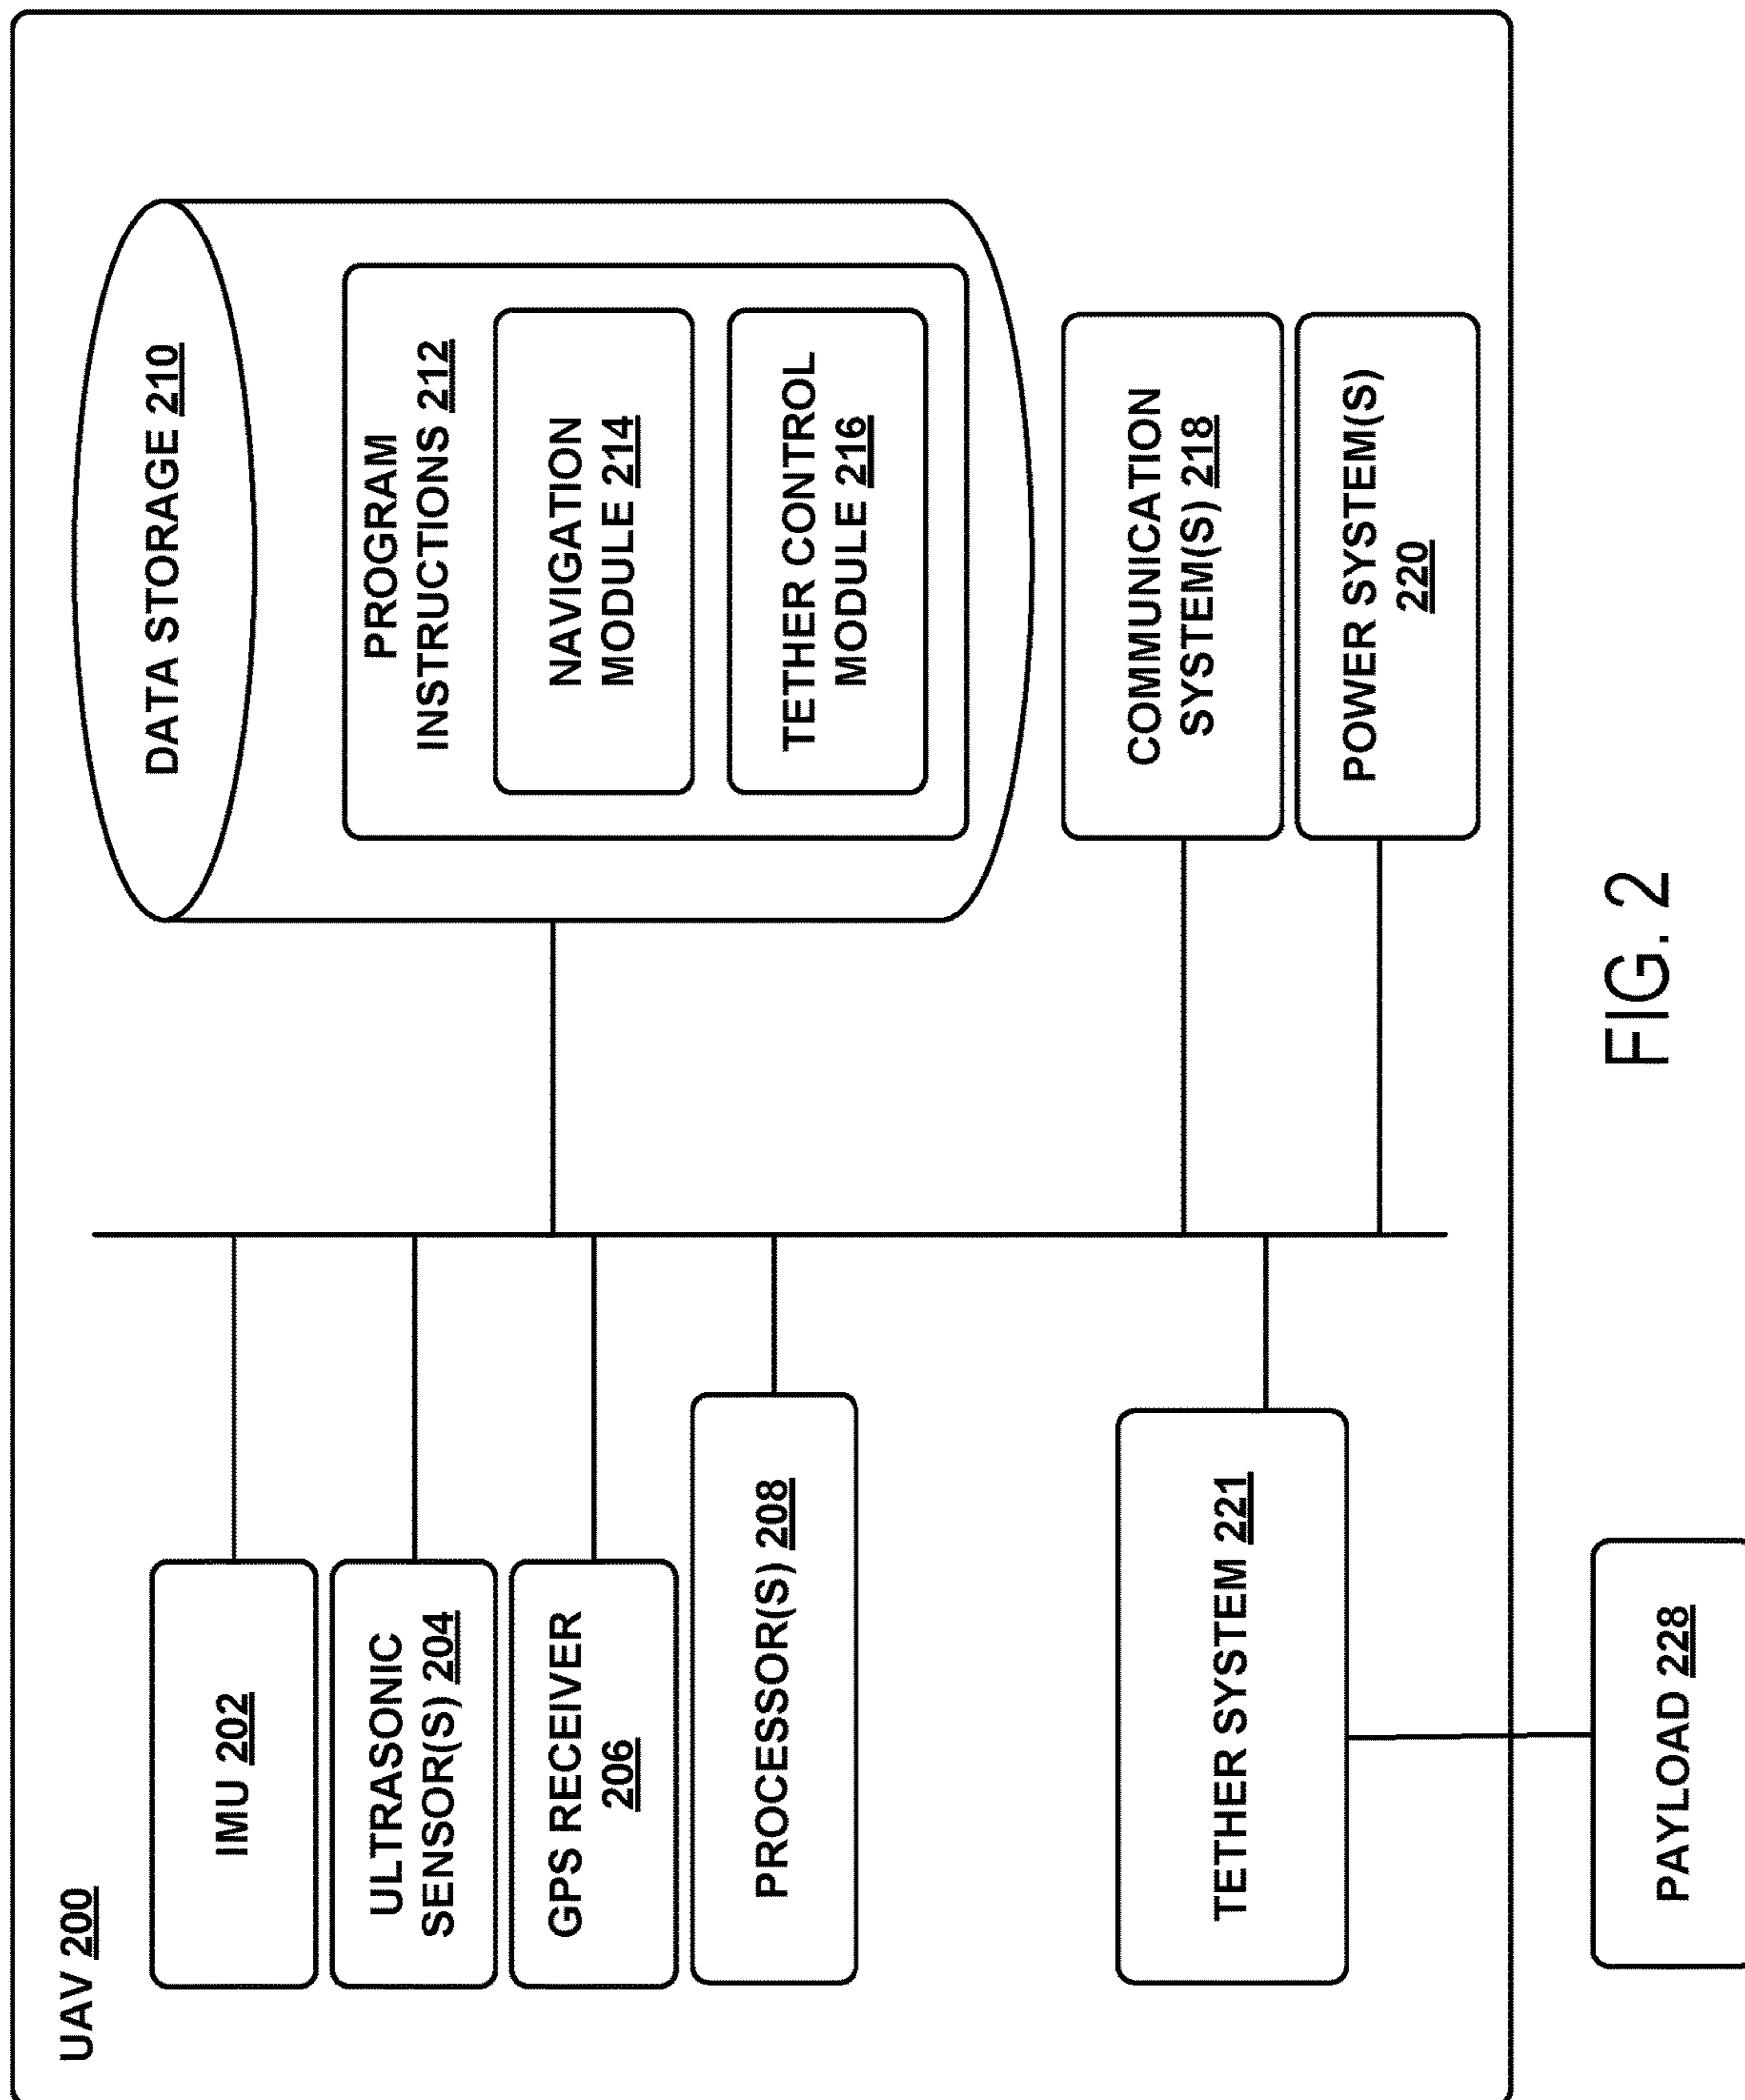 UAV 200
IMU 202
ULTRASONIC
SENSOR(S) 204
GPS RECEIVER
206
PROCESSOR(S) 208
TETHER SYSTEM 221
PAYLOAD 228
DATA STORAGE 210
PROGRAM
INSTRUCTIONS 212
NAVIGATION
MODULE 214
TETHER CONTROL
MODULE 216
COMMUNICATION
SYSTEM(S) 218
POWER SYSTEM(S)
220
FIG. 2